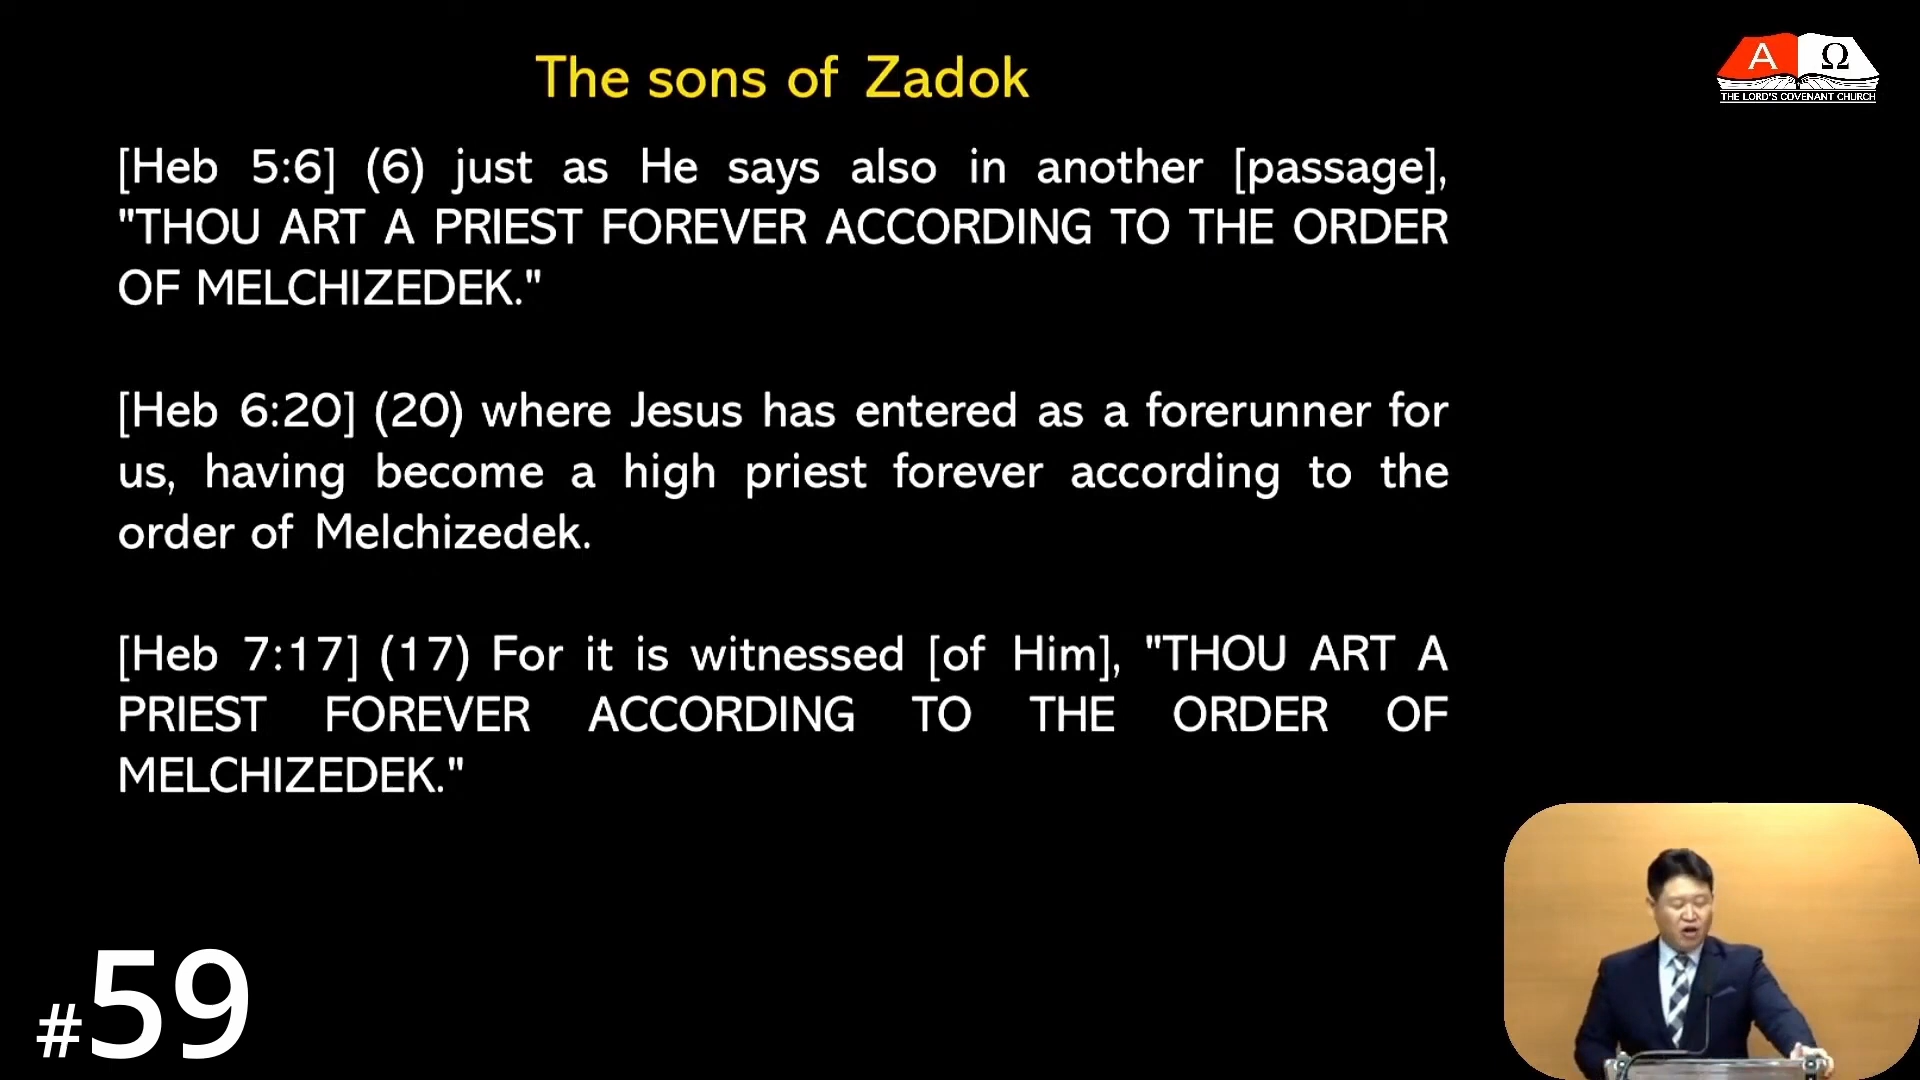 The sons of Zadok
A Ω
THE LORD'S COVENANT CHURCH
[Heb 5:6] (6) just as He says also in another [passage],
"THOU ART A PRIEST FOREVER ACCORDING TO THE ORDER
OF MELCHIZEDEK."
[Heb 6:20] (20) where Jesus has entered as a forerunner for
us, having become a high priest forever according to the
order of Melchizedek.
[Heb 7:17] (17) For it is witnessed [of Him], "THOU ART A
PRIEST FOREVER ACCORDING TO THE ORDER OF
MELCHIZEDEK."
#59